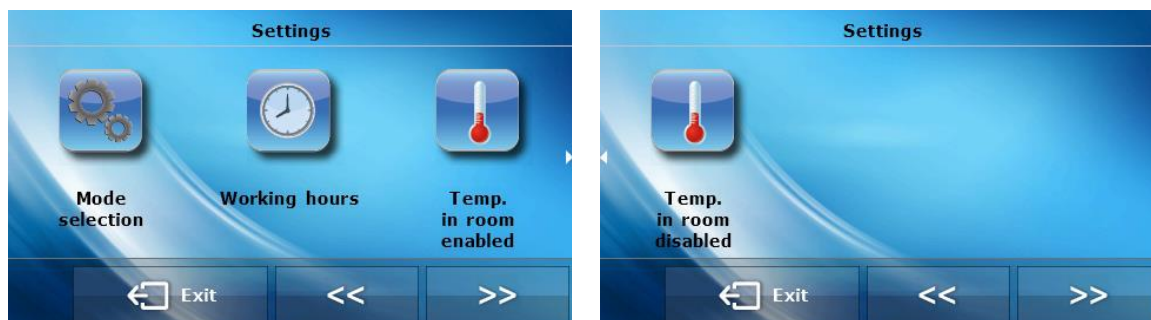 Settings
Mode
selection
Working hours
Temp.
in room
enabled
Exit
<<
>>
Settings
Temp.
in room
disabled
Exit
<<
>>